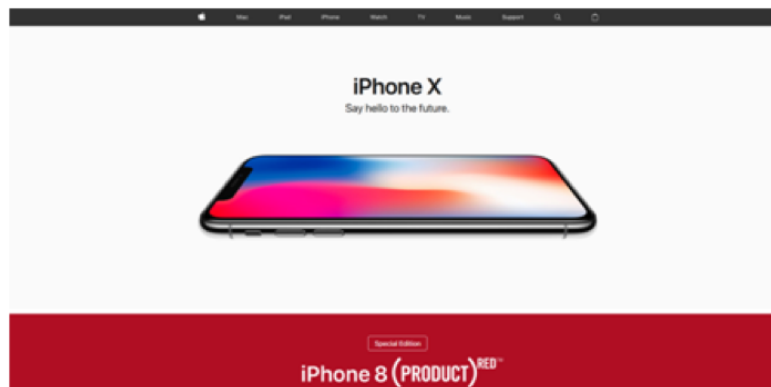 Mac iPad iPhone Watch TV Music Support
iPhone X
Say hello to the future.
Special Edition
iPhone 8 (PRODUCT)RED™